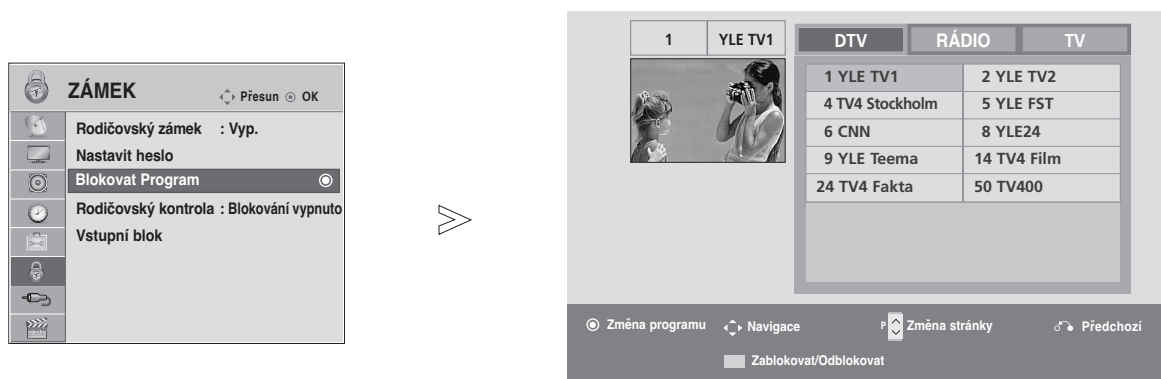 ZÁMEK
Přesun OK
Rodičovský zámek : Vyp.
Nastavit heslo
Blokovat Program
Rodičovský kontrola : Blokování vypnuto
Vstupní blok
1 YLE TV1
DTV RÁDIO TV
1 YLE TV1 2 YLE TV2
4 TV4 Stockholm 5 YLE FST
6 CNN 8 YLE24
9 YLE Teema 14 TV4 Film
24 TV4 Fakta 50 TV400
Změna programu Navigace P Změna stránky Předchozí
Zablokovat/Odblokovat